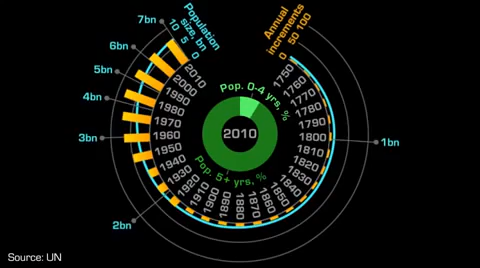 7bn
6bn
5bn
4bn
3bn
2bn
1bn
Population
size, bn
10 5 0
Annual
increments
0 50 100
Pop. 0-4 yrs, %
2010
Pop. 5+ yrs, %
1750
1760
1770
1780
1790
1800
1810
1820
1830
1840
1850
1860
1870
1880
1890
1900
1910
1920
1930
1940
1950
1960
1970
1980
1990
2000
2010
Source: UN